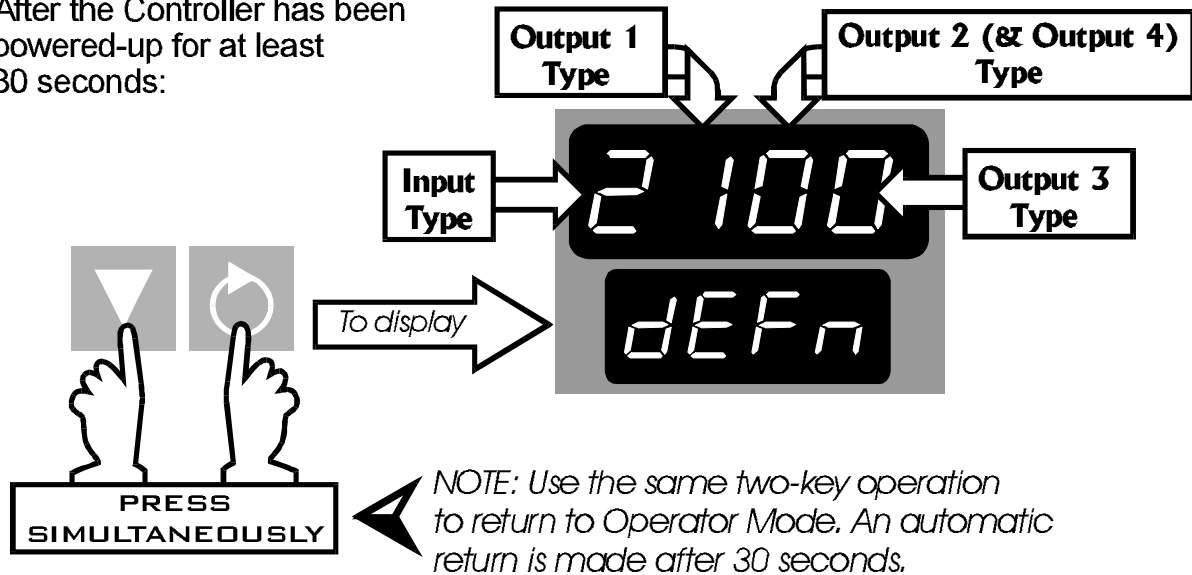 After the Controller has been
powered-up for at least
30 seconds:
Output 1
Type
Output 2 (& Output 4)
Type
Input
Type
2100
Output 3
Type
To display
dEFn
PRESS
SIMULTANEOUSLY
NOTE: Use the same two-key operation
to return to Operator Mode. An automatic
return is made after 30 seconds.